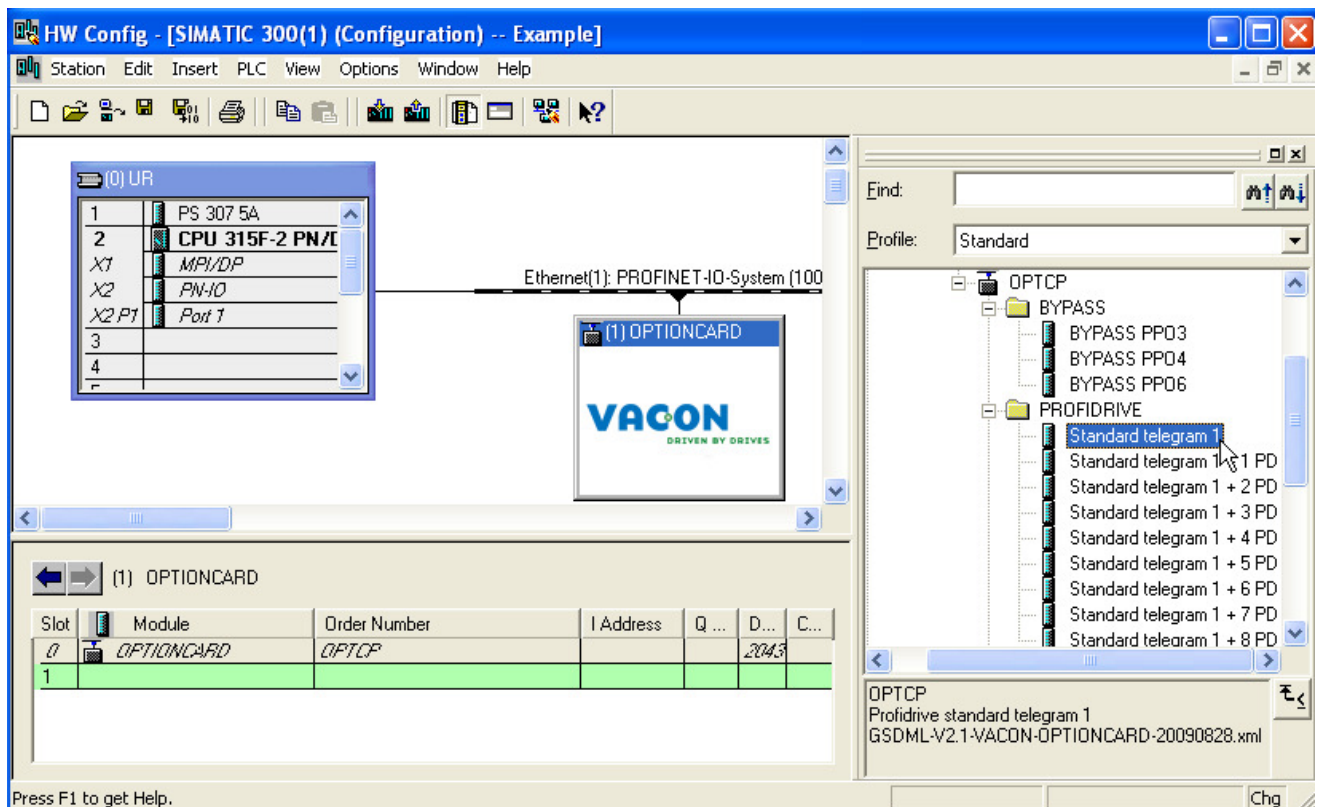 HW Config - [SIMATIC 300(1) (Configuration) -- Example]
Station Edit Insert PLC View Options Window Help
(0) UR
1 PS 307 5A
2 CPU 315F-2 PN/D
X1 MPI/DP
X2 PN-IO
X2 P1 Port 1
3
4
Ethernet(1): PROFINET-IO-System (100
(1) OPTIONCARD
VACON
DRIVEN BY DRIVES
Find:
Profile: Standard
OPTCP
BYPASS
BYPASS PPO3
BYPASS PPO4
BYPASS PPO6
PROFIDRIVE
Standard telegram 1
Standard telegram 1 + 1 PD
Standard telegram 1 + 2 PD
Standard telegram 1 + 3 PD
Standard telegram 1 + 4 PD
Standard telegram 1 + 5 PD
Standard telegram 1 + 6 PD
Standard telegram 1 + 7 PD
Standard telegram 1 + 8 PD
(1) OPTIONCARD
Slot Module Order Number I Address Q ... D... C...
0 OPTIONCARD OPTCP 2043
1
OPTCP
Profidrive standard telegram 1
GSDML-V2.1-VACON-OPTIONCARD-20090828.xml
Press F1 to get Help.
Chg